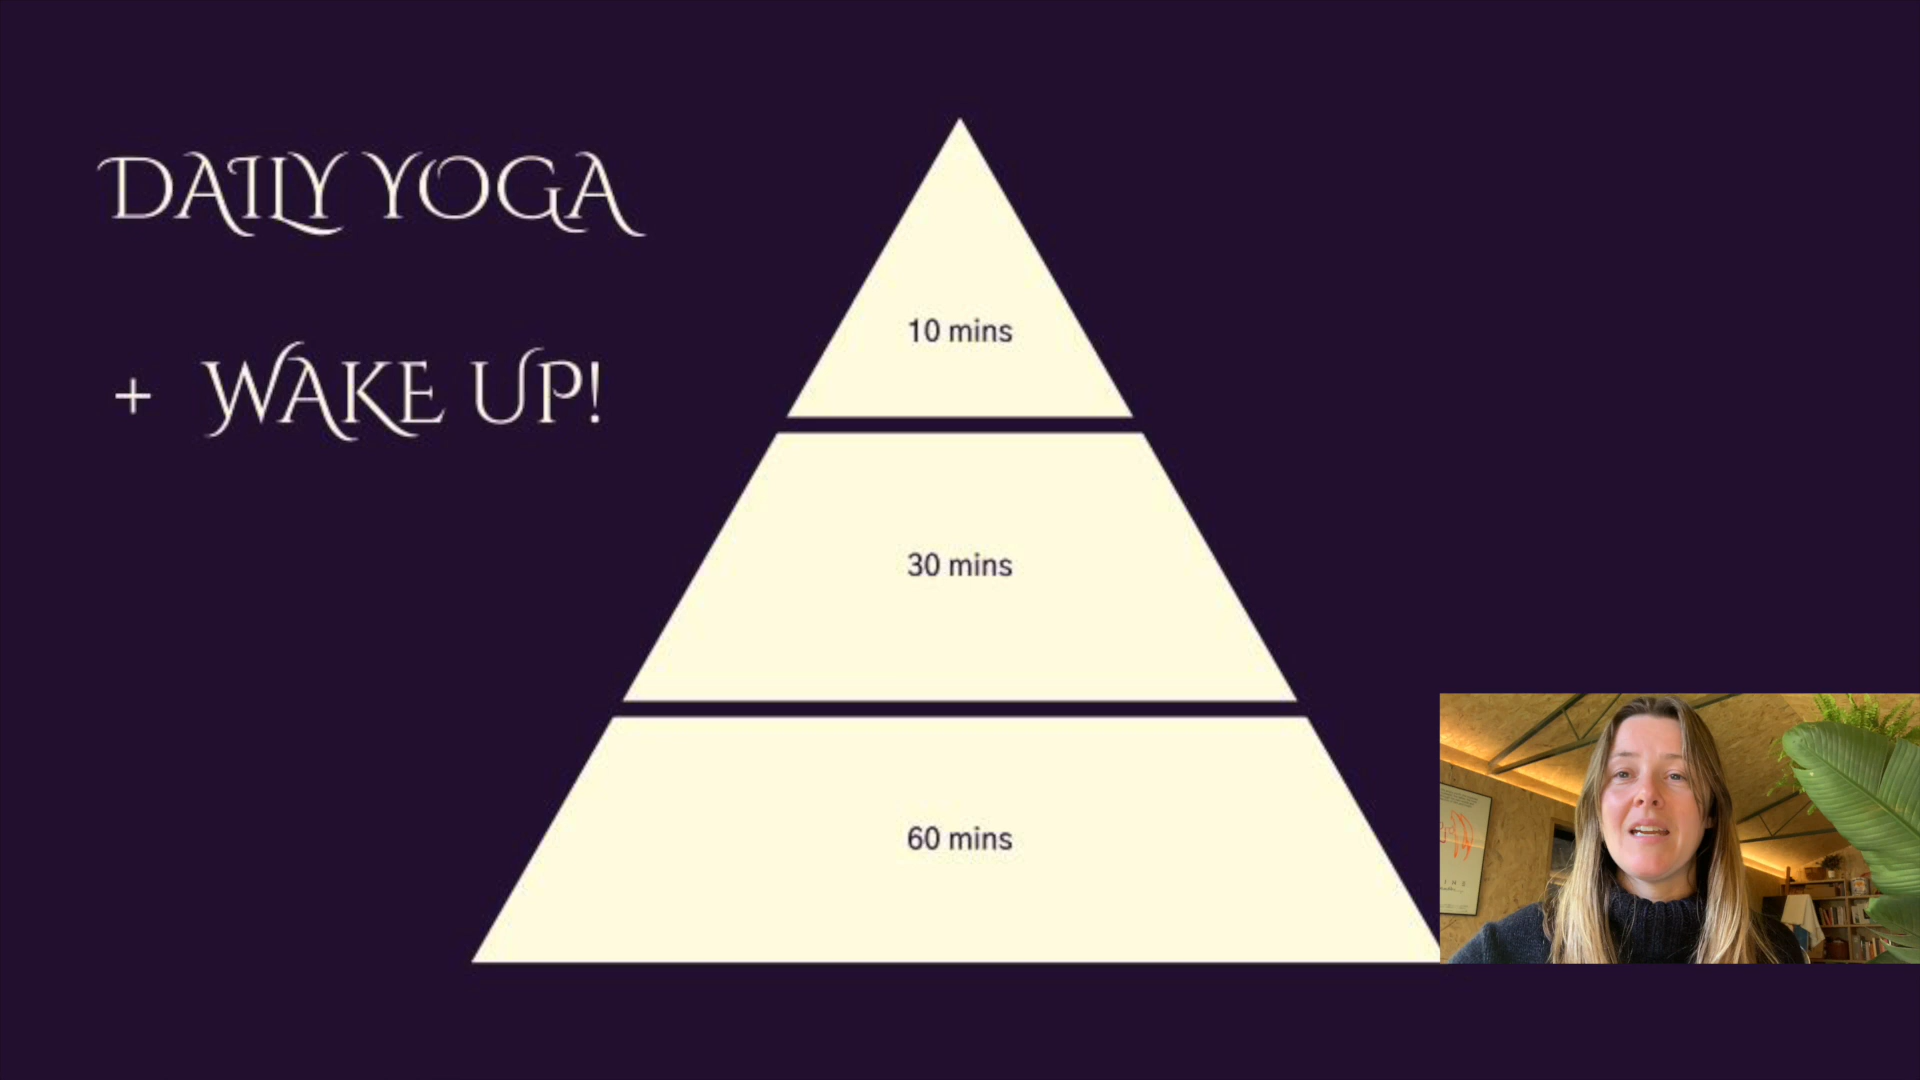 DAILY YOGA
+ WAKE UP!
10 mins
30 mins
60 mins